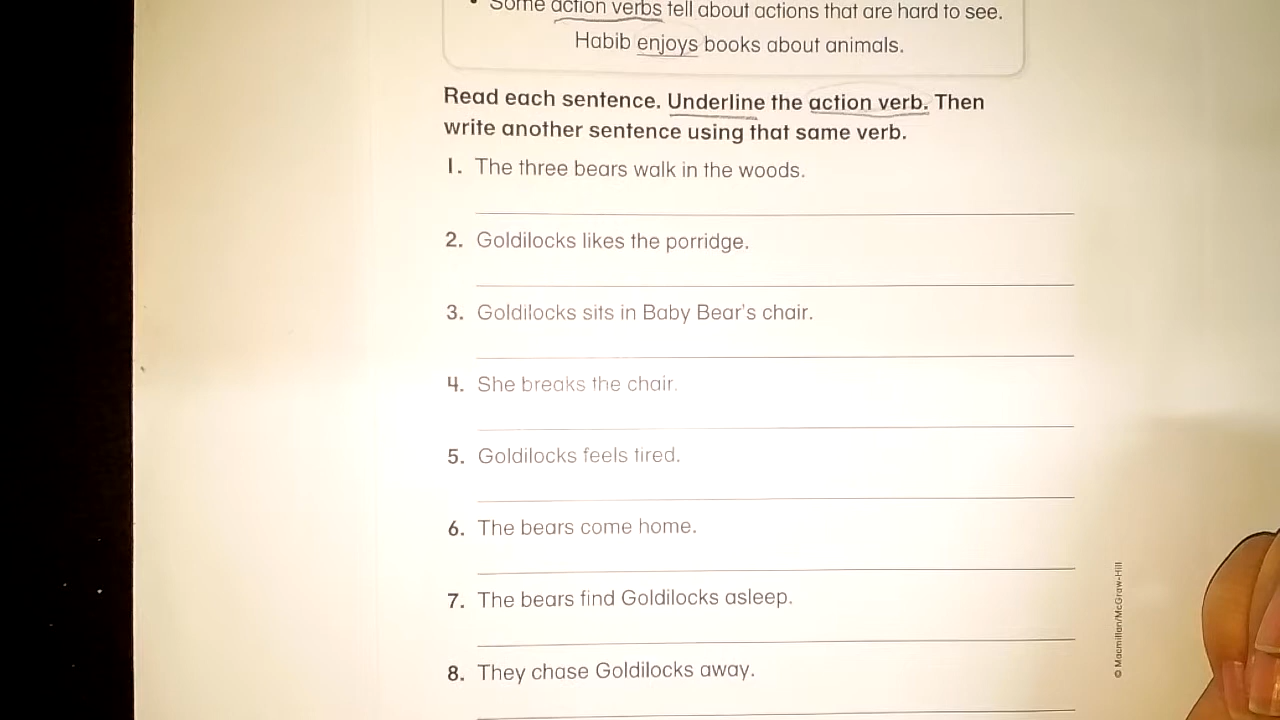 • Some action verbs tell about actions that are hard to see.
Habib enjoys books about animals.
Read each sentence. Underline the action verb. Then
write another sentence using that same verb.
1. The three bears walk in the woods.
2. Goldilocks likes the porridge.
3. Goldilocks sits in Baby Bear's chair.
4. She breaks the chair.
5. Goldilocks feels tired.
6. The bears come home.
7. The bears find Goldilocks asleep.
8. They chase Goldilocks away.
© Macmillan/McGraw-Hill